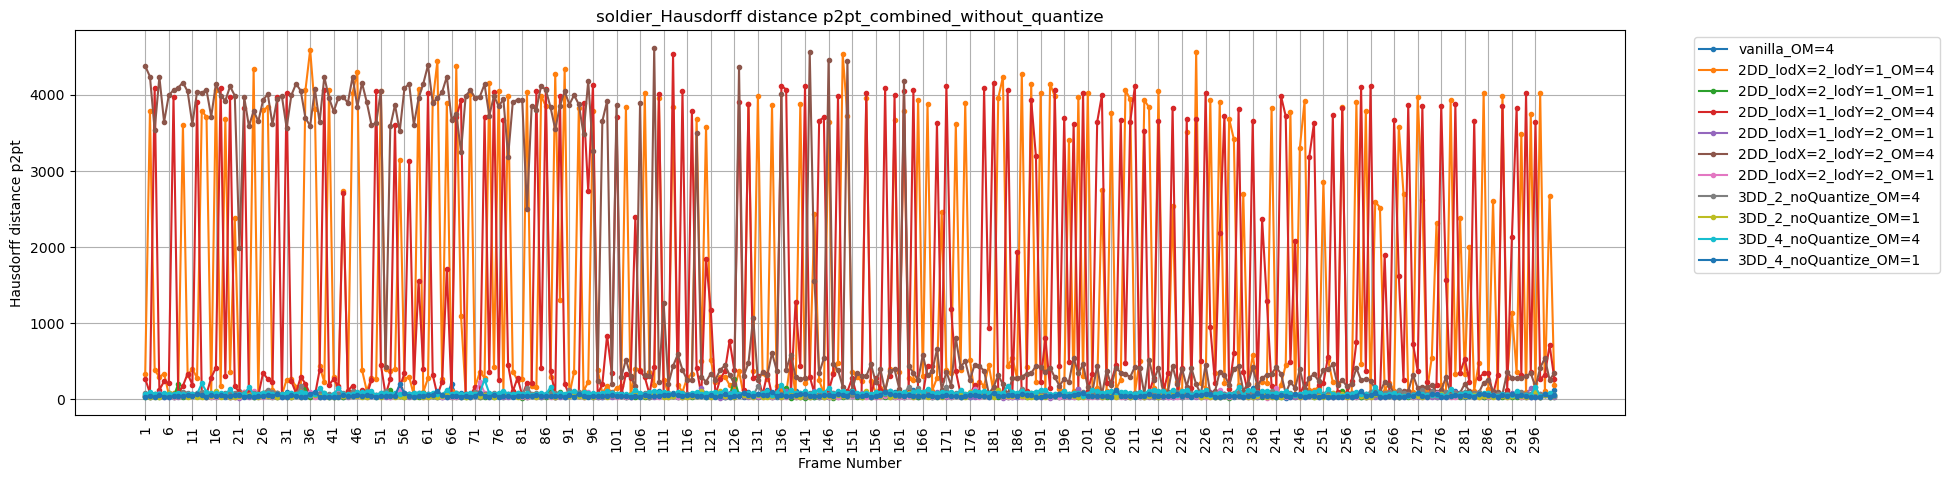 soldier_Hausdorff distance p2pt_combined_without_quantize
Hausdorff distance p2pt
4000
3000
2000
1000
0
1 6 11 16 21 26 31 36 41 46 51 56 61 66 71 76 81 86 91 96 101 106 111 116 121 126 131 136 141 146 151 156 161 166 171 176 181 186 191 196 201 206 211 216 221 226 231 236 241 246 251 256 261 266 271 276 281 286 291 296
Frame Number
vanilla_OM=4
2DD_lodX=2_lodY=1_OM=4
2DD_lodX=2_lodY=1_OM=1
2DD_lodX=1_lodY=2_OM=4
2DD_lodX=1_lodY=2_OM=1
2DD_lodX=2_lodY=2_OM=4
2DD_lodX=2_lodY=2_OM=1
3DD_2_noQuantize_OM=4
3DD_2_noQuantize_OM=1
3DD_4_noQuantize_OM=4
3DD_4_noQuantize_OM=1